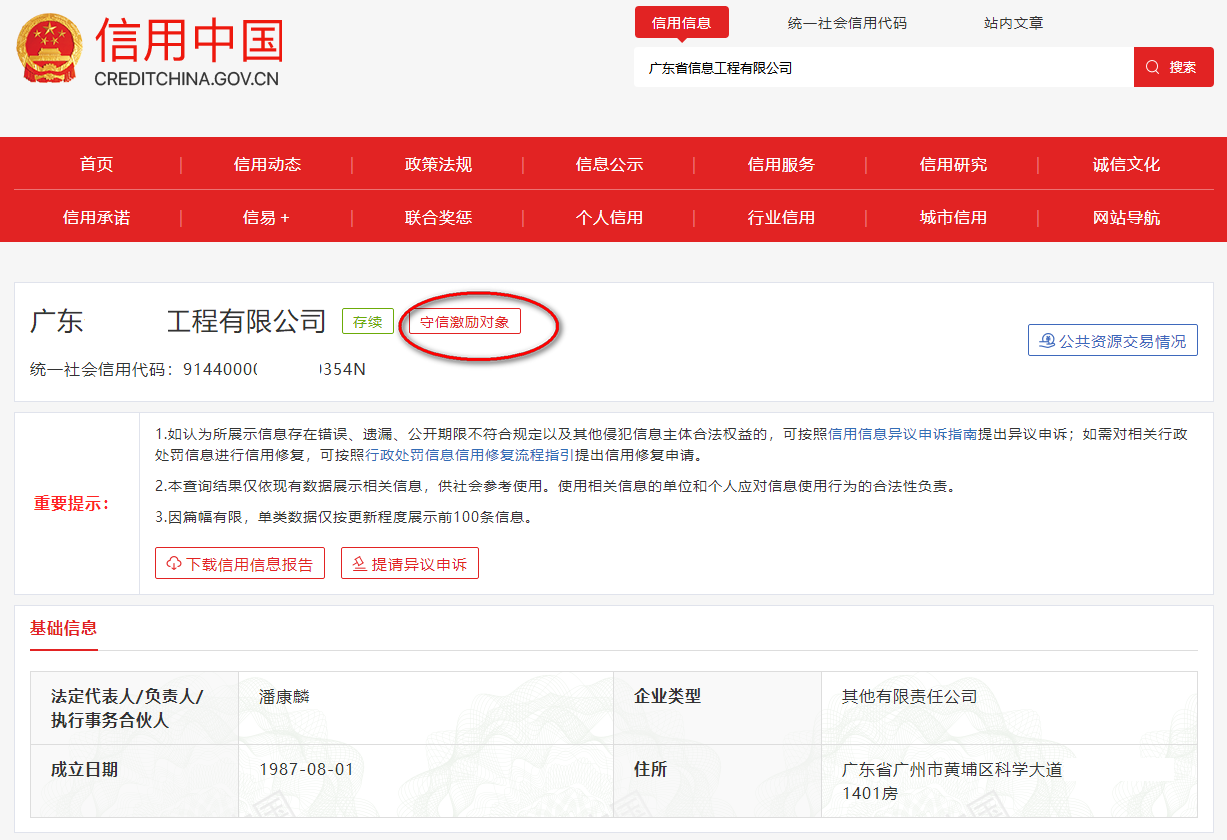 信用中国
CREDITCHINA.GOV.CN
信用信息 统一社会信用代码 站内文章
广东省信息工程有限公司 搜索
首页 信用动态 政策法规 信息公示 信用服务 信用研究 诚信文化
信用承诺 信易+ 联合奖惩 个人信用 行业信用 城市信用 网站导航
广东 工程有限公司 存续 守信激励对象
公共资源交易情况
统一社会信用代码：9144000 354N
重要提示：
1.如认为所展示信息存在错误、遗漏、公开期限不符合规定以及其他侵犯信息主体合法权益的，可按照信用信息异议申诉指南提出异议申诉；如需对相关行政
处罚信息进行信用修复，可按照行政处罚信息信用修复流程指引提出信用修复申请。
2.本查询结果仅依现有数据展示相关信息，供社会参考使用。使用相关信息的单位和个人应对信息使用行为的合法性负责。
3.因篇幅有限，单类数据仅按更新程度展示前100条信息。
下载信用信息报告 提请异议申诉
基础信息
法定代表人/负责人/
执行事务合伙人
潘康麟
企业类型
其他有限责任公司
成立日期
1987-08-01
住所
广东省广州市黄埔区科学大道
1401房